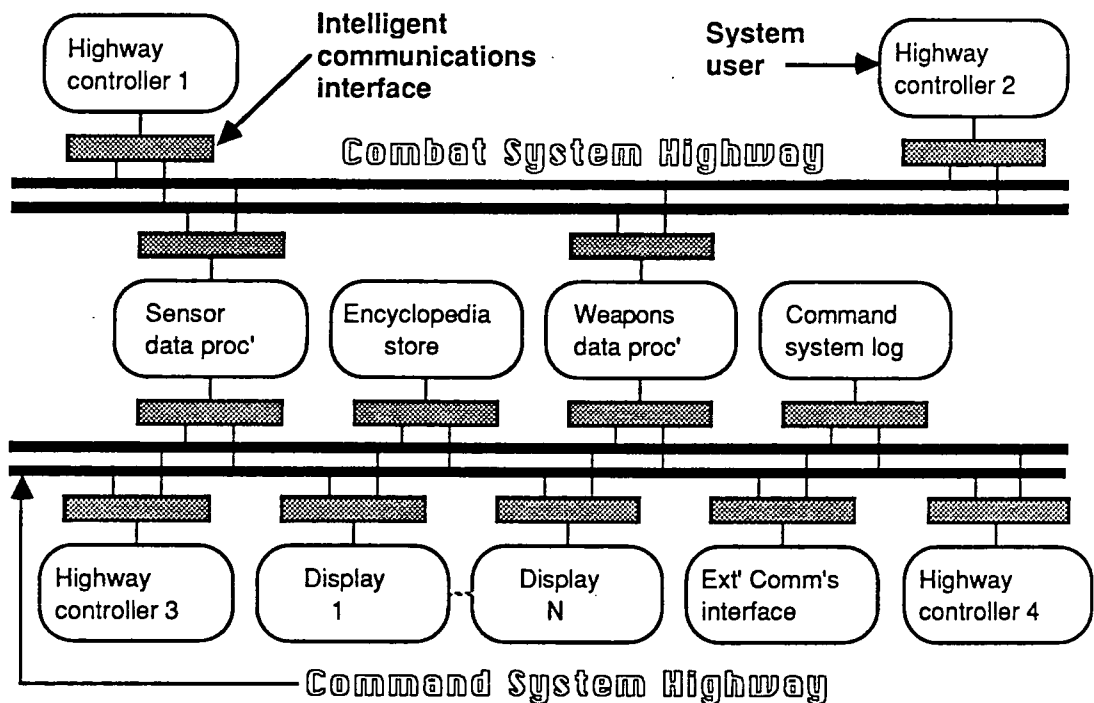 Highway
controller 1
Intelligent
communications
interface
System
user
Highway
controller 2
Combat System Highway
Sensor
data proc'
Encyclopedia
store
Weapons
data proc'
Command
system log
Highway
controller 3
Display
1
Display
N
Ext' Comm's
interface
Highway
controller 4
Command System Highway